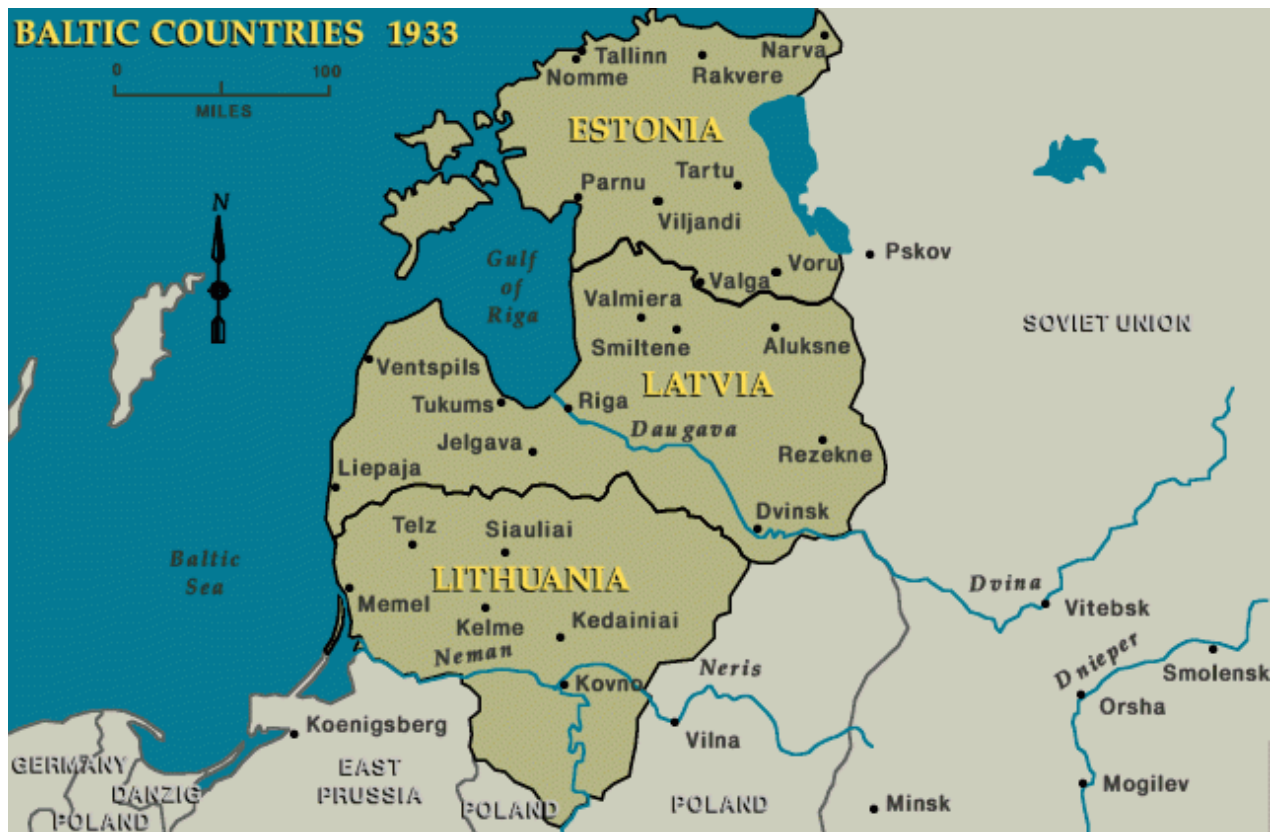 BALTIC COUNTRIES 1933
0 100
MILES
N
Tallinn
Nomme
Rakvere
Narva
ESTONIA
Parnu
Tartu
Viljandi
Pskov
Voru
Valga
Gulf
of
Riga
Valmiera
Smiltene
Aluksne
SOVIET UNION
Ventspils
LATVIA
Tukums
Riga
Daugava
Jelgava
Rezekne
Liepaja
Dvinsk
Telz
Siauliai
Baltic
Sea
LITHUANIA
Memel
Kelme
Kedainiai
Neman
Dvina
Vitebsk
Neris
Dnieper
Smolensk
Kovno
Orsha
Koenigsberg
Vilna
GERMANY
DANZIG
POLAND
EAST
PRUSSIA
POLAND
POLAND
Minsk
Mogilev